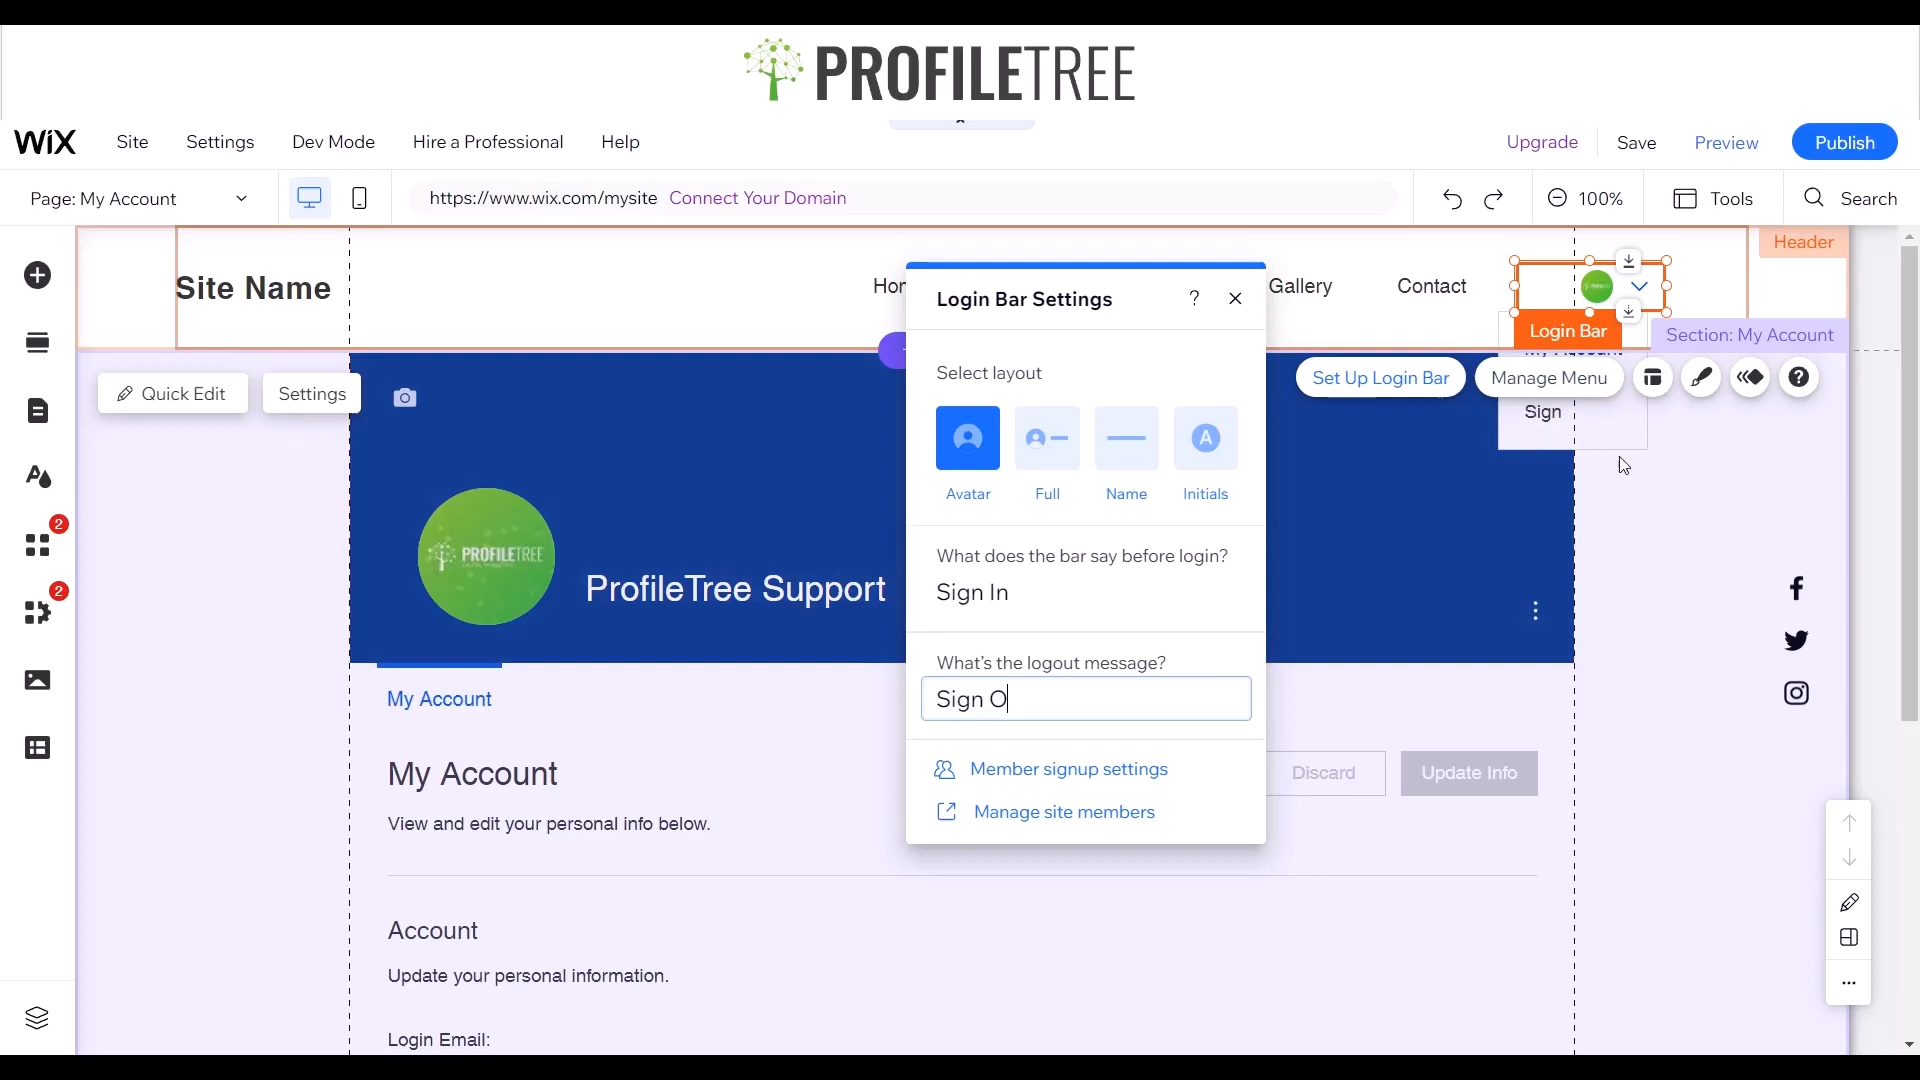 PROFILETREE
WIX Site Settings Dev Mode Hire a Professional Help Upgrade Save Preview Publish
Page: My Account https://www.wix.com/mysite Connect Your Domain 100% Tools Search
Header
Site Name Gallery Contact
Login Bar Settings ?
Login Bar
Section: My Account
Select layout
Quick Edit Settings Set Up Login Bar Manage Menu ?
Sign
A
Avatar Full Name Initials
2
2
What does the bar say before login?
Sign In
PROFILETREE
ProfileTree Support
What's the logout message?
Sign O
My Account
My Account
Discard Update Info
Member signup settings
Manage site members
View and edit your personal info below.
Account
Update your personal information.
Login Email: